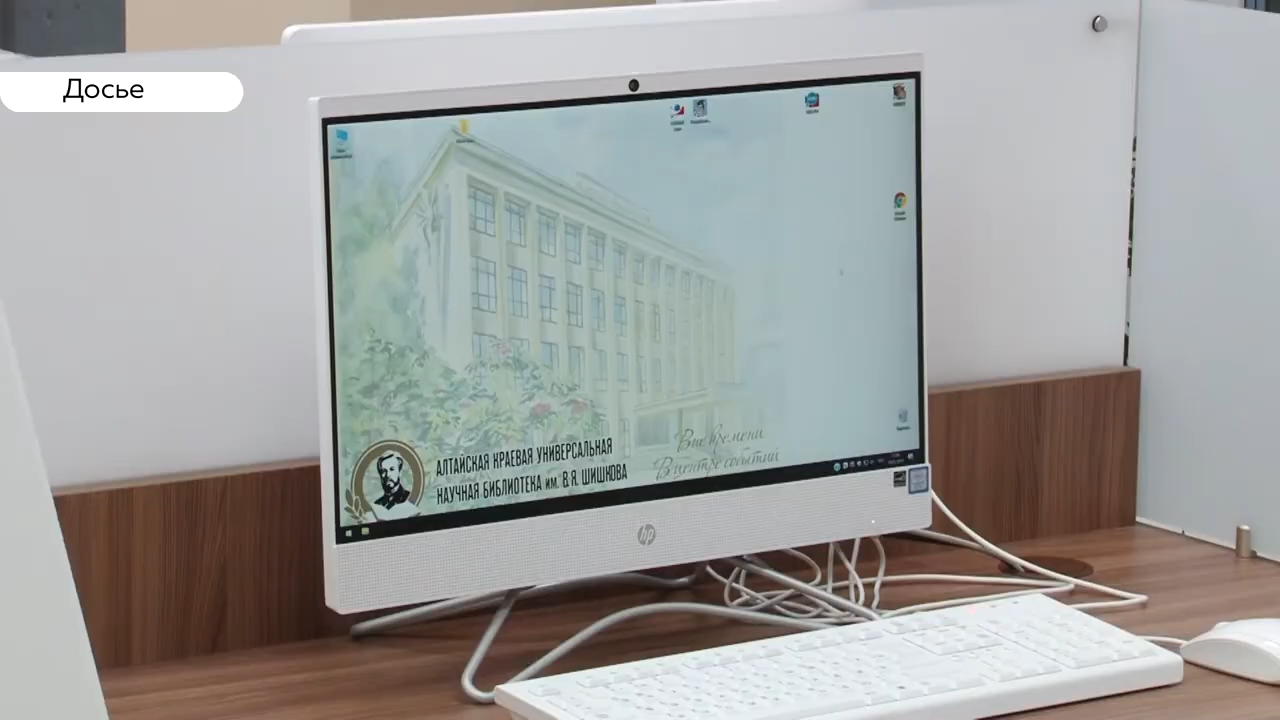 Досье
АЛТАЙСКАЯ КРАЕВАЯ УНИВЕРСАЛЬНАЯ
НАУЧНАЯ БИБЛИОТЕКА им. В.Я. ШИШКОВА
Вне времени
В центре событий
hp